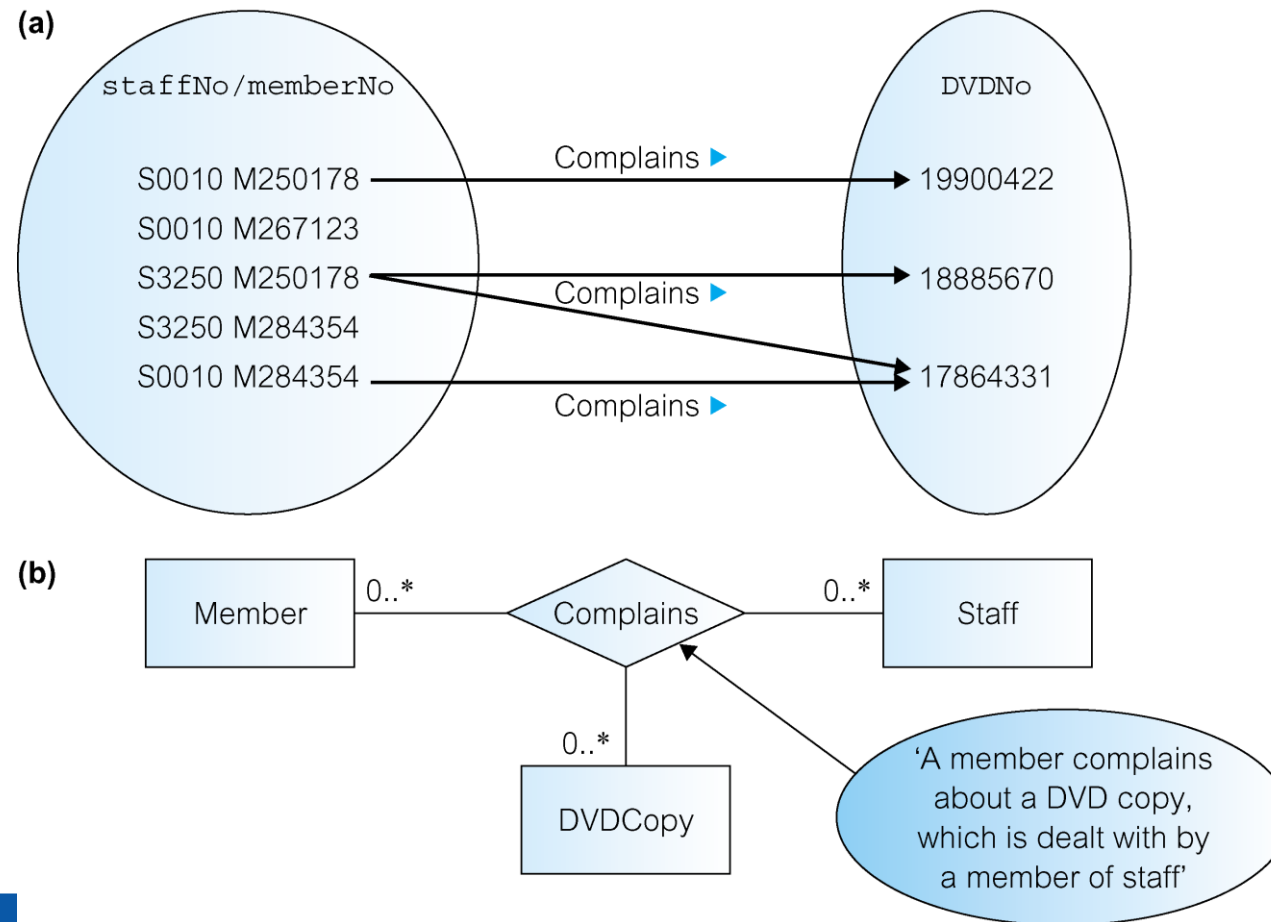 (a)
staffNo/memberNo
DVDNo
Complains ▶
S0010 M250178
19900422
S0010 M267123
S3250 M250178
18885670
Complains ▶
S3250 M284354
S0010 M284354
17864331
Complains ▶
(b)
Member
0..*
Complains
0..*
Staff
0..*
DVDCopy
‘A member complains
about a DVD copy,
which is dealt with by
a member of staff’